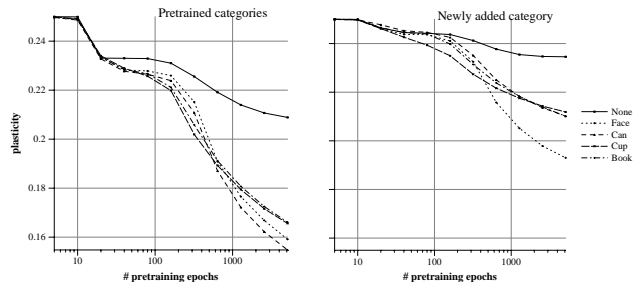 Pretrained categories
Newly added category
0.24
0.22
0.2
0.18
0.16
plasticity
10
100
1000
# pretraining epochs
10
100
1000
# pretraining epochs
None
Face
Can
Cup
Book